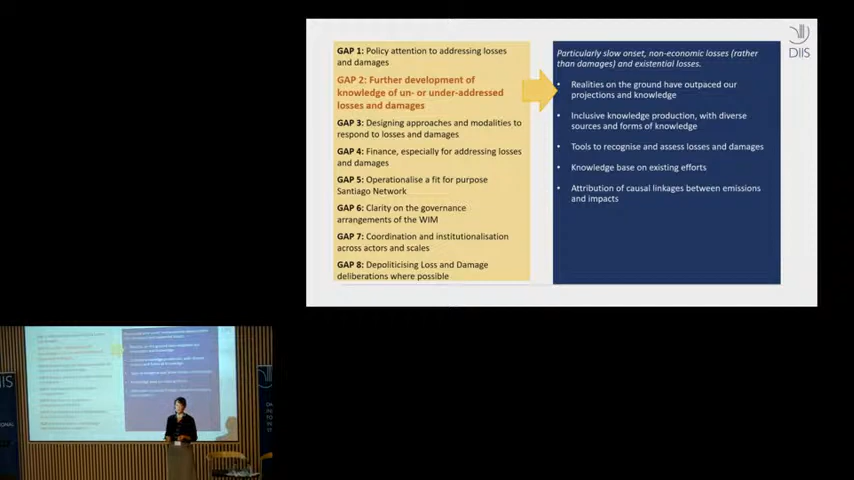 GAP 1: Policy attention to addressing losses
and damages
GAP 2: Further development of
knowledge of un- or under-addressed
losses and damages
GAP 3: Designing approaches and modalities to
respond to losses and damages
GAP 4: Finance, especially for addressing losses
and damages
GAP 5: Operationalise a fit for purpose
Santiago Network
GAP 6: Clarity on the governance
arrangements of the WIM
GAP 7: Coordination and institutionalisation
across actors and scales
GAP 8: Depoliticising Loss and Damage
deliberations where possible
Particularly slow onset, non-economic losses (rather
than damages) and existential losses.
• Realities on the ground have outpaced our
projections and knowledge
• Inclusive knowledge production, with diverse
sources and forms of knowledge
• Tools to recognise and assess losses and damages
• Knowledge base on existing efforts
• Attribution of causal linkages between emissions
and impacts
DIIS